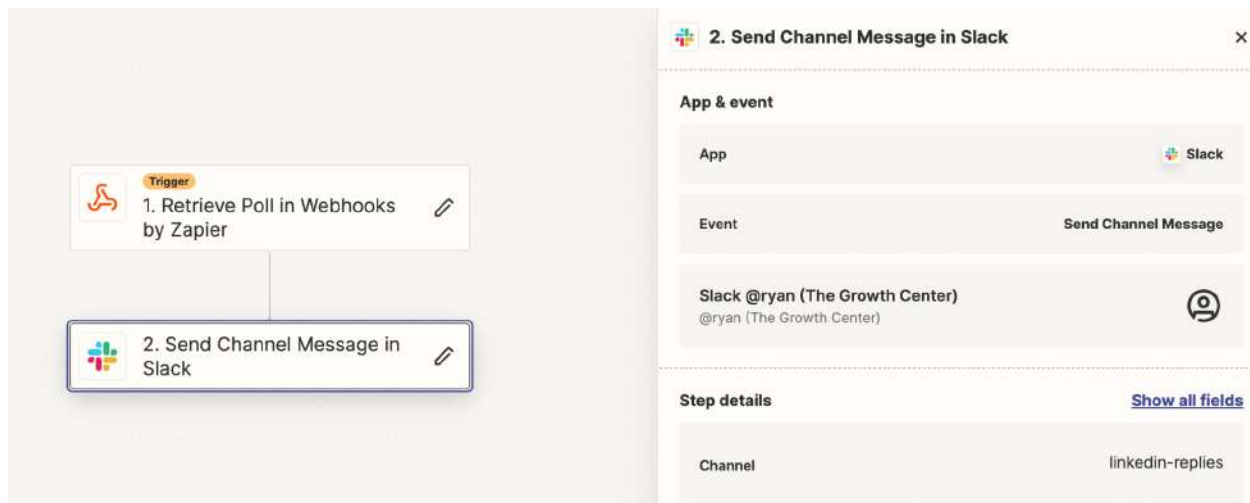 Trigger
1. Retrieve Poll in Webhooks
by Zapier
2. Send Channel Message in
Slack
2. Send Channel Message in Slack
App & event
App
Slack
Event
Send Channel Message
Slack @ryan (The Growth Center)
@ryan (The Growth Center)
Step details
Show all fields
Channel
linkedin-replies